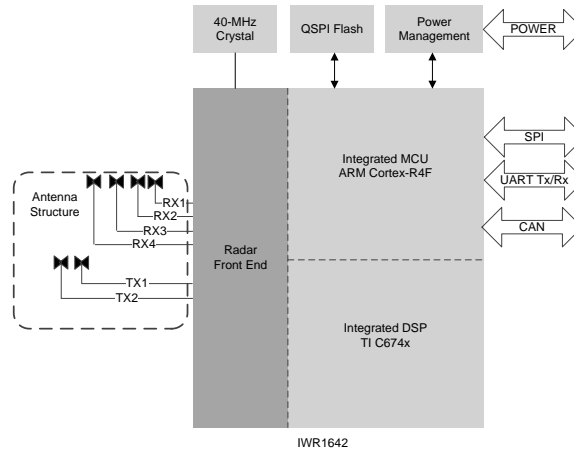 40-MHz
Crystal
QSPI Flash
Power
Management
POWER
Integrated MCU
ARM Cortex-R4F
SPI
UART Tx/Rx
CAN
Antenna
Structure
RX1
RX2
RX3
RX4
Radar
Front End
TX1
TX2
Integrated DSP
TI C674x
IWR1642